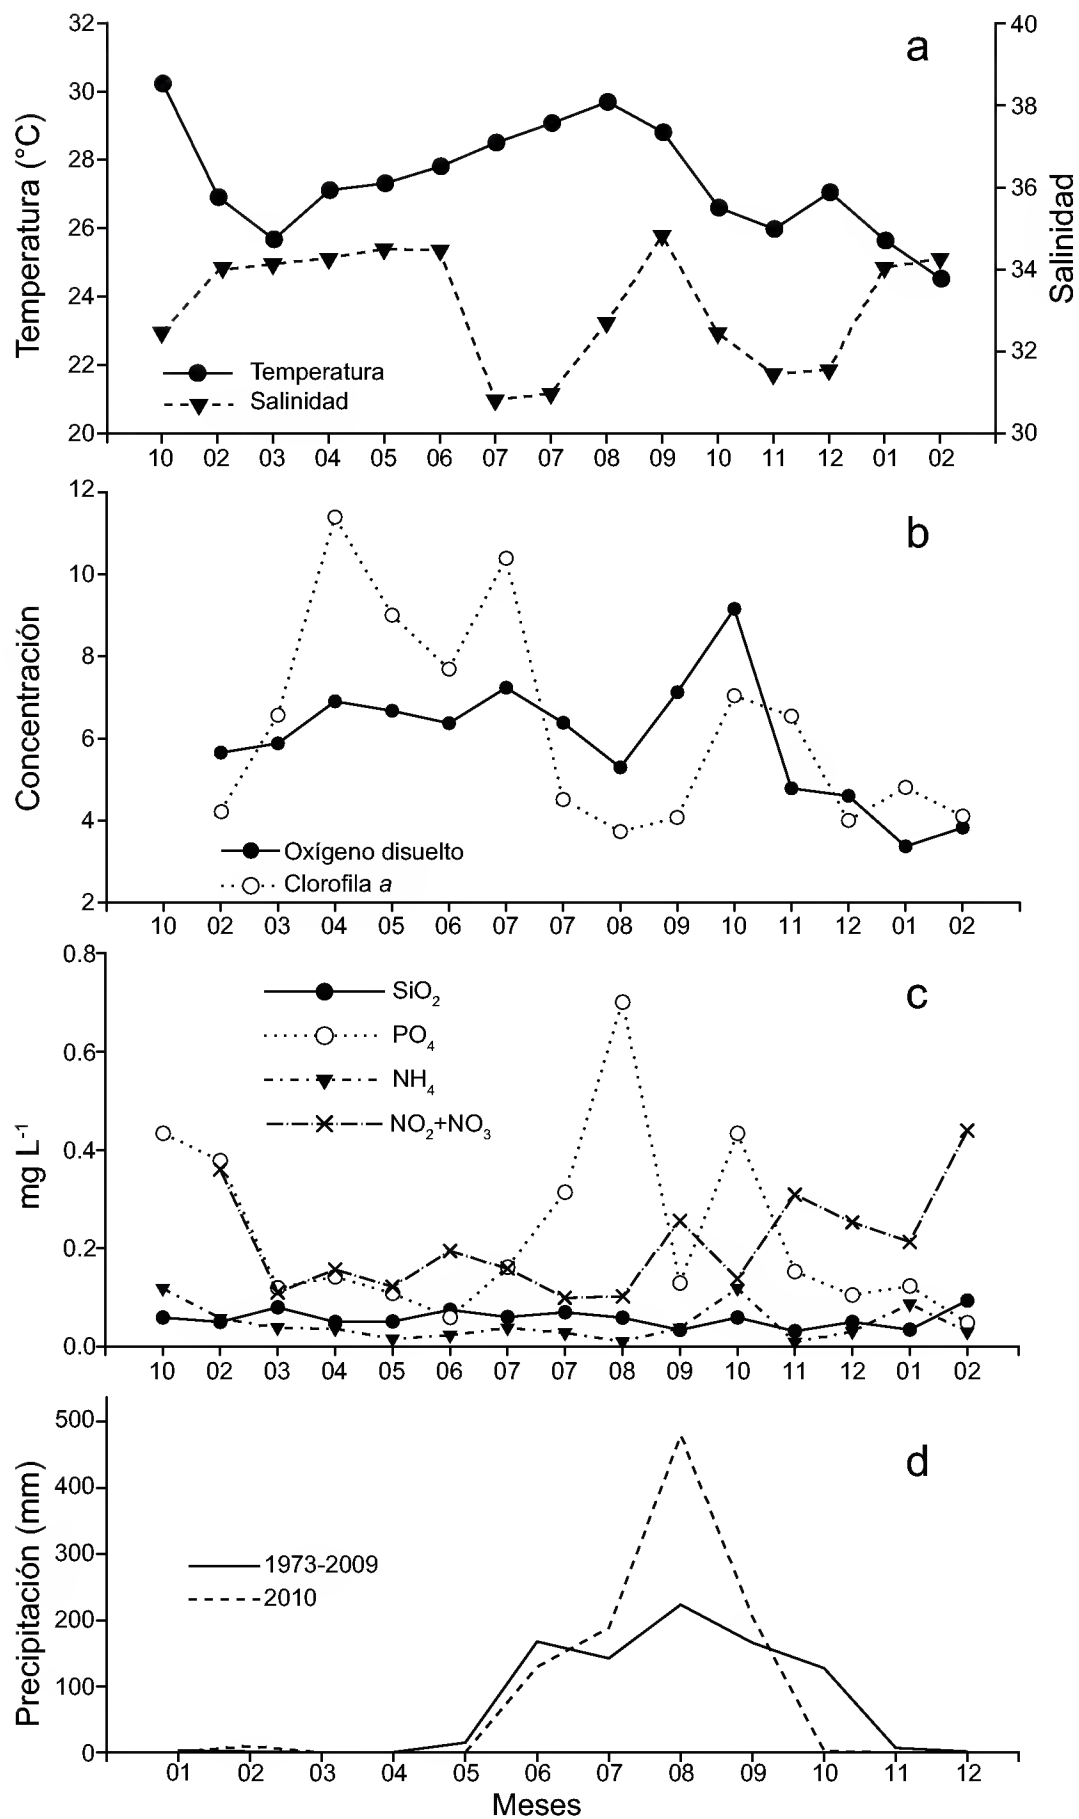 a
Temperatura (°C)
Salinidad
32
30
28
26
24
22
20
40
38
36
34
32
30
Temperatura
Salinidad
10 02 03 04 05 06 07 07 08 09 10 11 12 01 02
b
Concentración
12
10
8
6
4
2
Oxígeno disuelto
Clorofila a
10 02 03 04 05 06 07 07 08 09 10 11 12 01 02
c
mg L⁻¹
0.8
0.6
0.4
0.2
0.0
SiO₂
PO₄
NH₄
NO₂+NO₃
10 02 03 04 05 06 07 07 08 09 10 11 12 01 02
d
Precipitación (mm)
500
400
300
200
100
0
1973-2009
2010
01 02 03 04 05 06 07 08 09 10 11 12
Meses